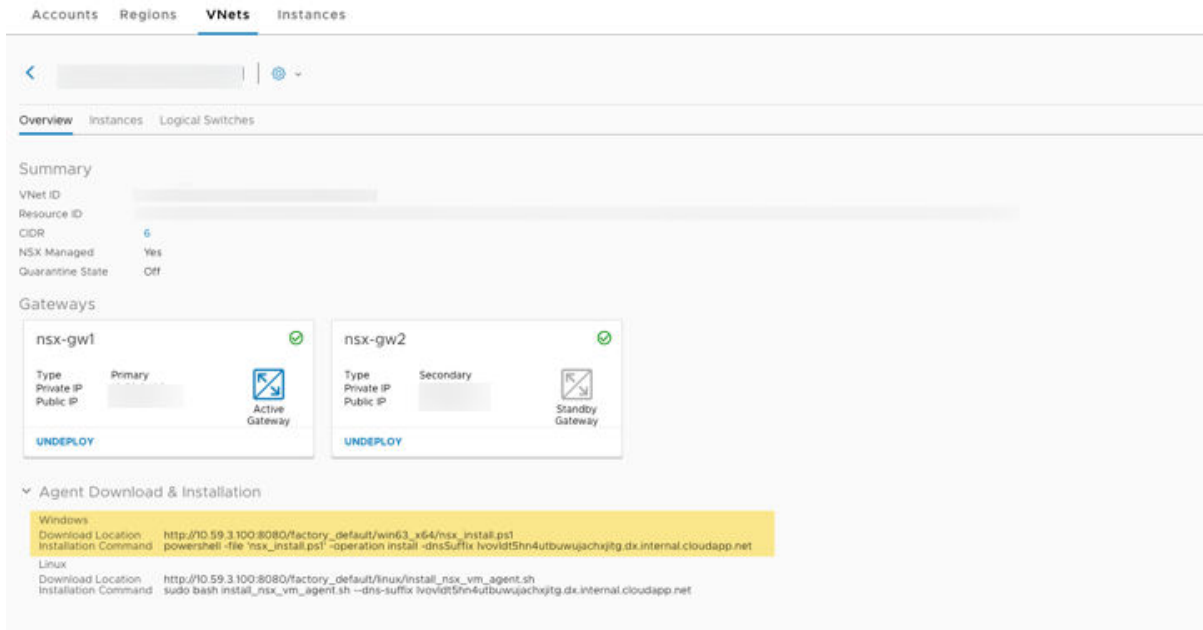 Accounts Regions VNets Instances
Overview Instances Logical Switches
Summary
VNet ID
Resource ID
CIDR 6
NSX Managed Yes
Quarantine State Off
Gateways
nsx-gw1
Type Primary
Private IP
Public IP
Active
Gateway
UNDEPLOY
nsx-gw2
Type Secondary
Private IP
Public IP
Standby
Gateway
UNDEPLOY
Agent Download & Installation
Windows
Download Location http://10.59.3.100:8080/factory_default/win63_x64/nsx_install.ps1
Installation Command powershell -file 'nsx_install.ps1' -operation install -dnsSuffix lvovldt5hn4utbuwujachxjitg.dx.internal.cloudapp.net
Linux
Download Location http://10.59.3.100:8080/factory_default/linux/install_nsx_vm_agent.sh
Installation Command sudo bash install_nsx_vm_agent.sh --dns-suffix lvovldt5hn4utbuwujachxjitg.dx.internal.cloudapp.net